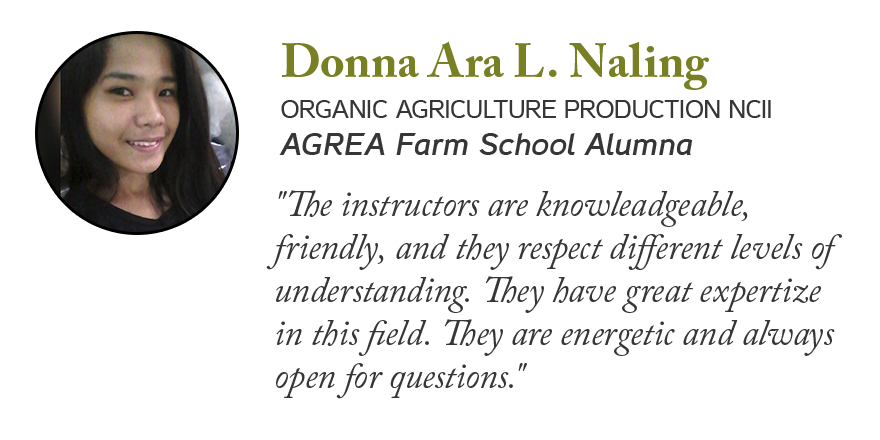 Donna Ara L. Naling
ORGANIC AGRICULTURE PRODUCTION NCII
AGREA Farm School Alumna
"The instructors are knowleadgeable,
friendly, and they respect different levels of
understanding. They have great expertize
in this field. They are energetic and always
open for questions."